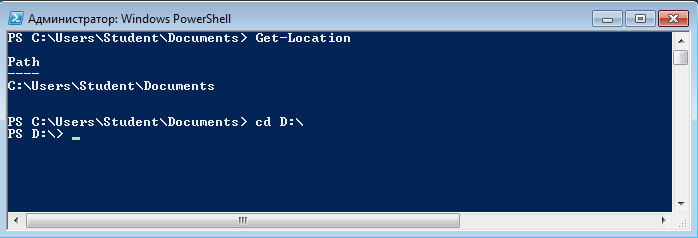 Администратор: Windows PowerShell
PS C:\Users\Student\Documents> Get-Location
Path
----
C:\Users\Student\Documents
PS C:\Users\Student\Documents> cd D:\
PS D:\> _